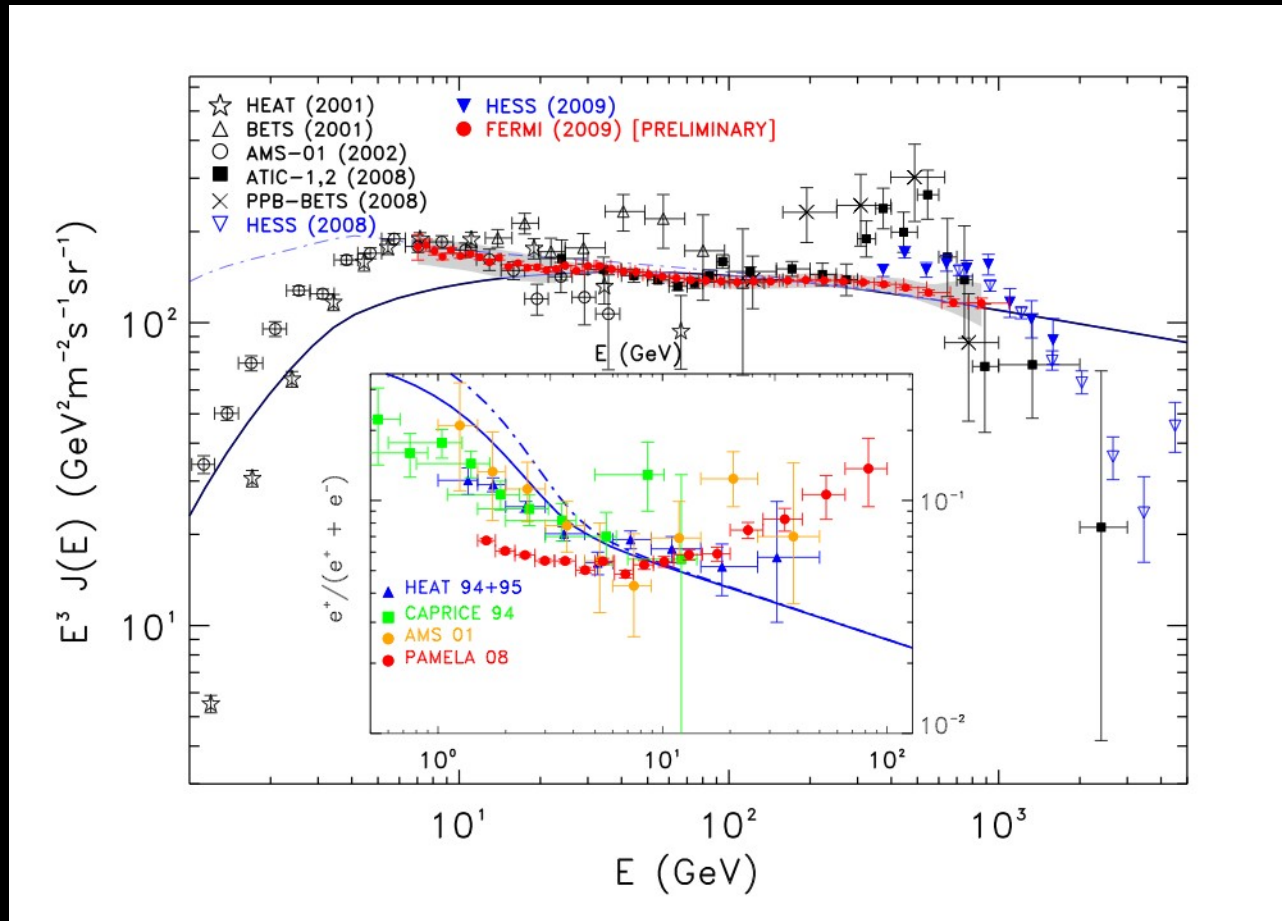 HEAT (2001)
BETS (2001)
AMS-01 (2002)
ATIC-1,2 (2008)
PPB-BETS (2008)
HESS (2008)
HESS (2009)
FERMI (2009) [PRELIMINARY]
E³ J(E) (GeV²m⁻²s⁻¹sr⁻¹)
10²
10¹
E (GeV)
e⁺/(e⁺ + e⁻)
10⁻¹
10⁻²
HEAT 94+95
CAPRICE 94
AMS 01
PAMELA 08
10⁰ 10¹ 10²
10¹ 10² 10³
E (GeV)